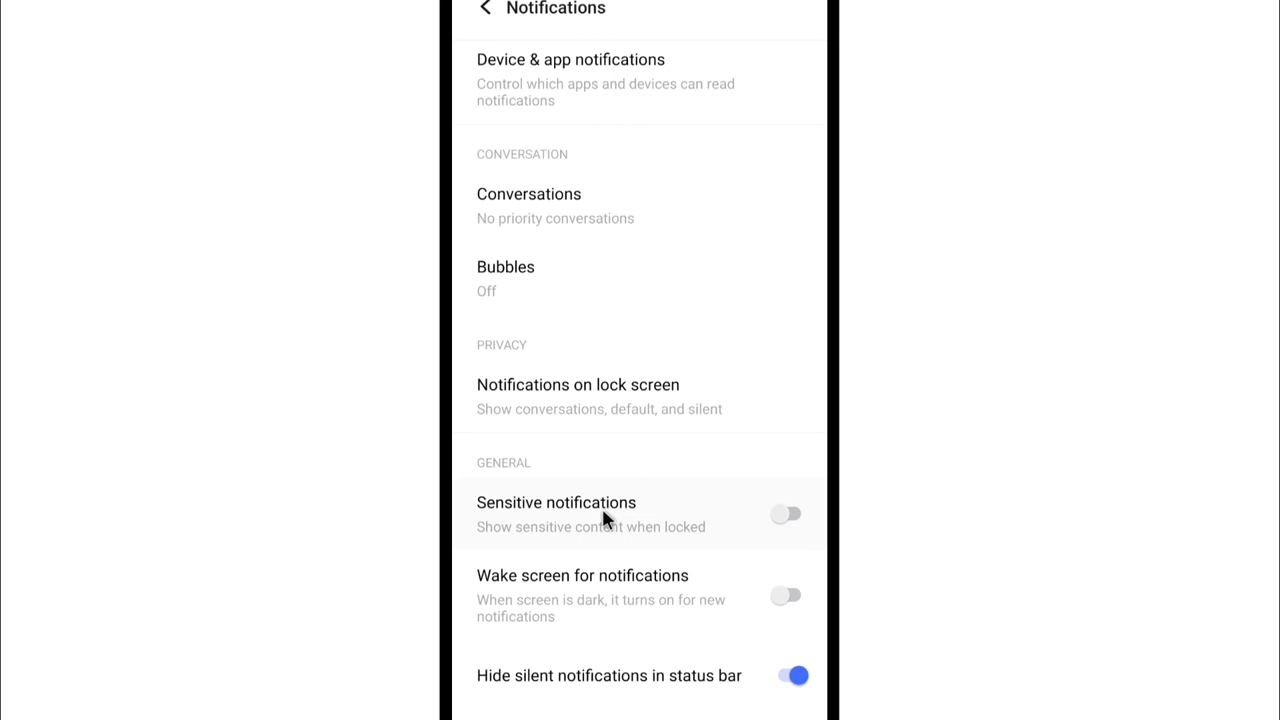 Notifications
Device & app notifications
Control which apps and devices can read
notifications
CONVERSATION
Conversations
No priority conversations
Bubbles
Off
PRIVACY
Notifications on lock screen
Show conversations, default, and silent
GENERAL
Sensitive notifications
Show sensitive content when locked
Wake screen for notifications
When screen is dark, it turns on for new
notifications
Hide silent notifications in status bar